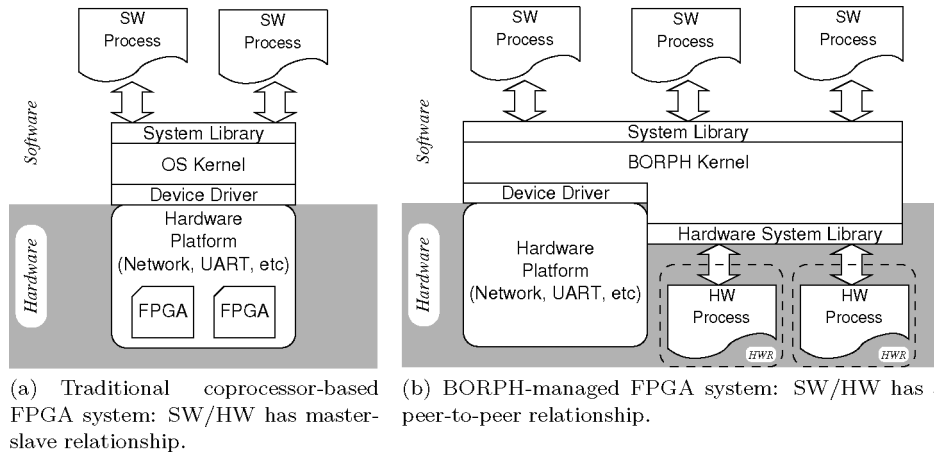 SW
Process
SW
Process
Software
System Library
OS Kernel
Device Driver
Hardware
Hardware
Platform
(Network, UART, etc)
FPGA
FPGA
(a) Traditional coprocessor-based
FPGA system: SW/HW has master-
slave relationship.
SW
Process
SW
Process
SW
Process
Software
System Library
BORPH Kernel
Device Driver
Hardware System Library
Hardware
Hardware
Platform
(Network, UART, etc)
HW
Process
HWR
HW
Process
HWR
(b) BORPH-managed FPGA system: SW/HW has
peer-to-peer relationship.